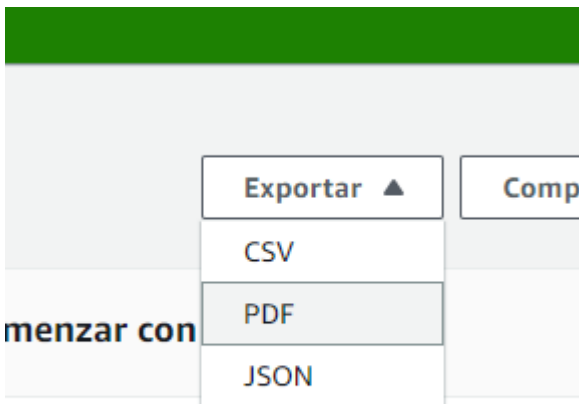 Exportar ▲
Comp
CSV
PDF
menzar con
JSON